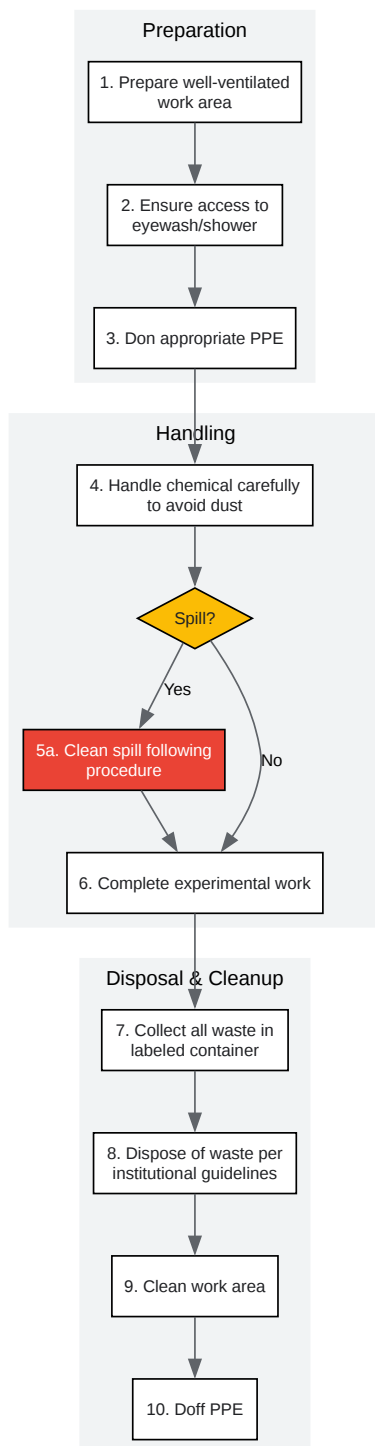 Preparation
1. Prepare well-ventilated
work area
2. Ensure access to
eyewash/shower
3. Don appropriate PPE
Handling
4. Handle chemical carefully
to avoid dust
Spill?
Yes
5a. Clean spill following
procedure
No
6. Complete experimental work
Disposal & Cleanup
7. Collect all waste in
labeled container
8. Dispose of waste per
institutional guidelines
9. Clean work area
10. Doff PPE